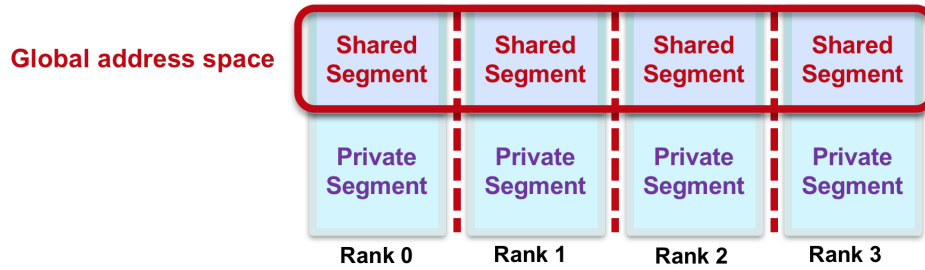 Global address space
Shared Segment
Shared Segment
Shared Segment
Shared Segment
Private Segment
Private Segment
Private Segment
Private Segment
Rank 0
Rank 1
Rank 2
Rank 3